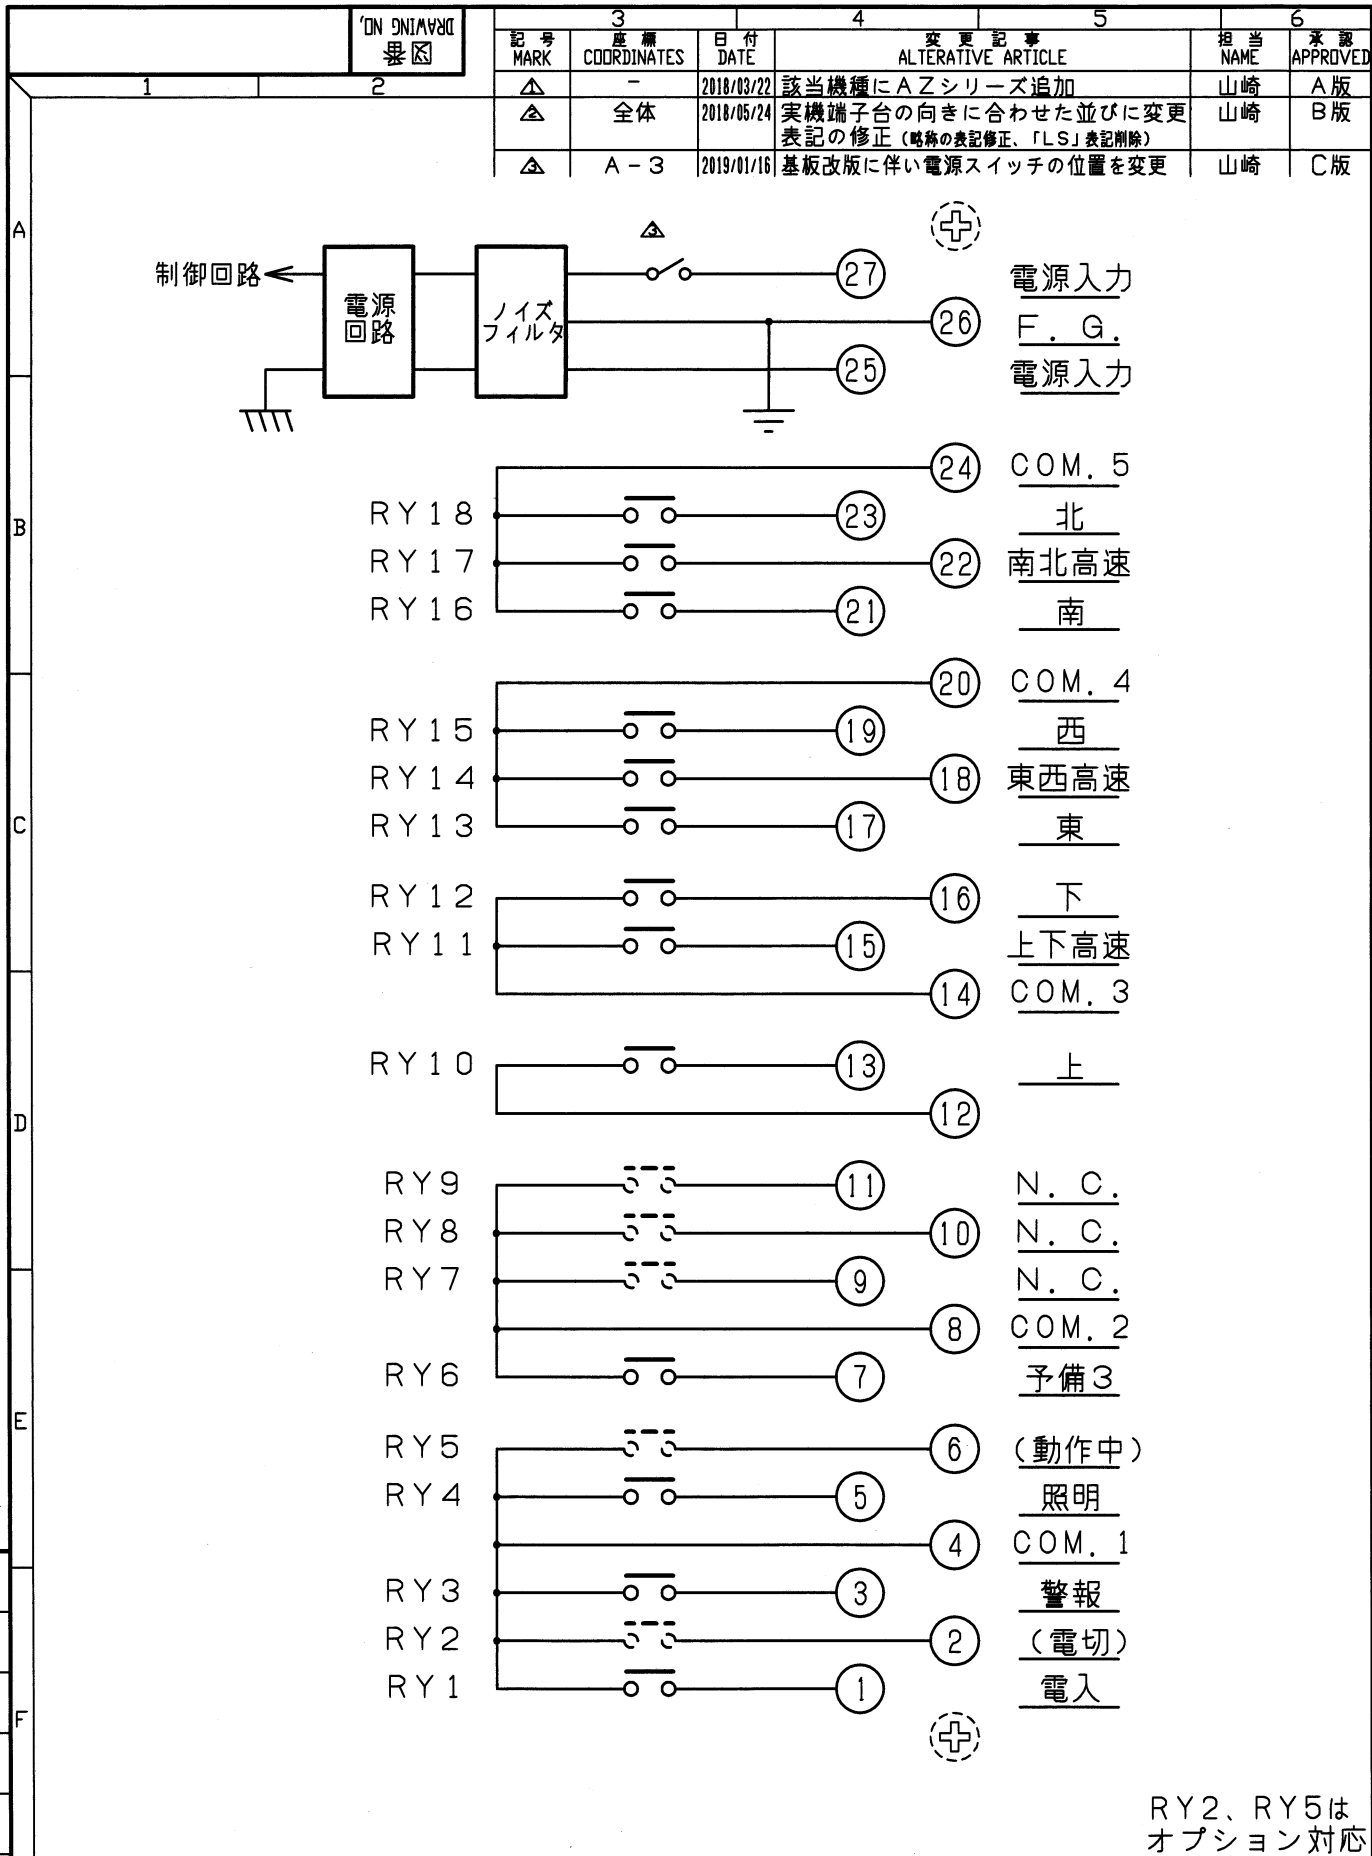 DRAWING NO,
図番
1 2 3 4 5 6
記号 座標 日付 変更記事 担当 承認
MARK COORDINATES DATE ALTERATIVE ARTICLE NAME APPROVED
1 - 2018/03/22 該当機種にAZシリーズ追加 山崎 A版
2 全体 2018/05/24 実機端子台の向きに合わせた並びに変更 山崎 B版
表記の修正(略称の表記修正、「LS」表記削除)
3 A-3 2019/01/16 基板改版に伴い電源スイッチの位置を変更 山崎 C版
A
3
制御回路 電源回路 ノイズフィルタ 27 電源入力
26 F.G.
25 電源入力
24 COM.5
B
RY18 23 北
RY17 22 南北高速
RY16 21 南
20 COM.4
RY15 19 西
RY14 18 東西高速
C
RY13 17 東
RY12 16 下
RY11 15 上下高速
14 COM.3
RY10 13 上
D
12
RY9 11 N.C.
RY8 10 N.C.
RY7 9 N.C.
8 COM.2
RY6 7 予備3
E
RY5 6 (動作中)
RY4 5 照明
4 COM.1
RY3 3 警報
RY2 2 (電切)
RY1 1 電入
F
RY2、RY5は
オプション対応